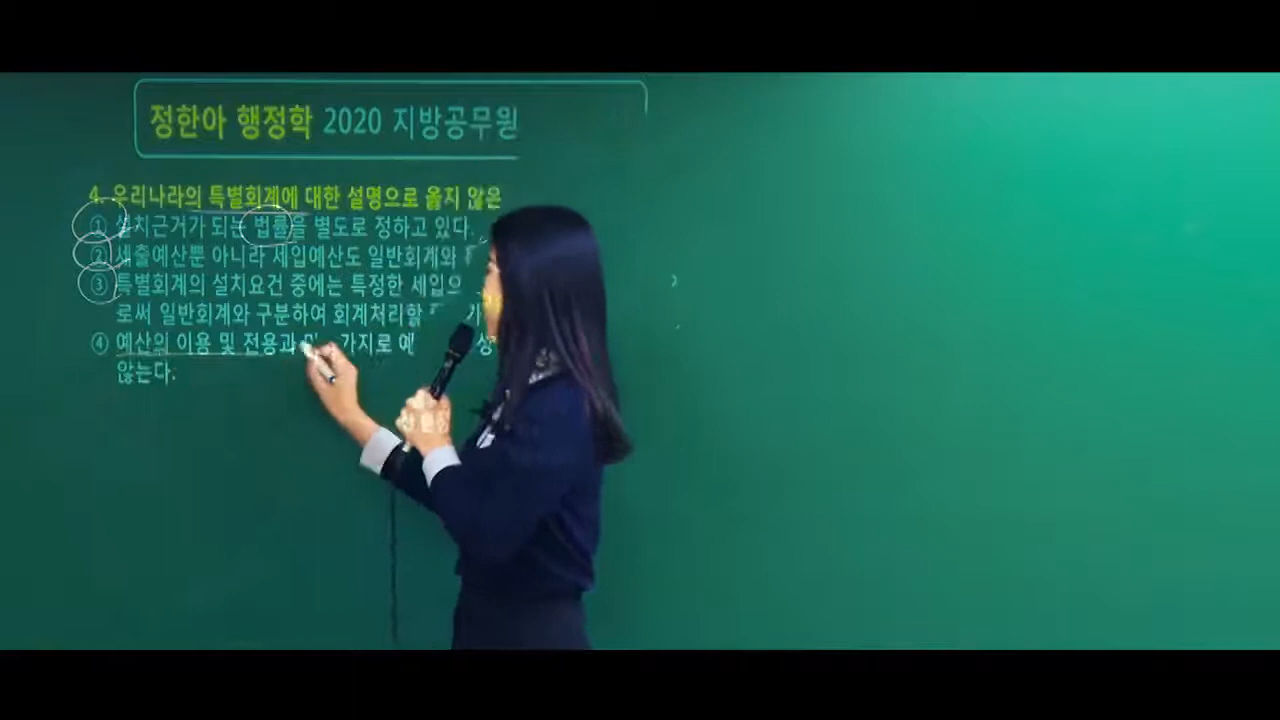 정한아 행정학 2020 지방공무원
4. 우리나라의 특별회계에 대한 설명으로 옳지 않은
① 설치근거가 되는 법률을 별도로 정하고 있다.
② 세출예산뿐 아니라 세입예산도 일반회계와
③ 특별회계의 설치요건 중에는 특정한 세입으
로써 일반회계와 구분하여 회계처리할
④ 예산의 이용 및 전용과 가지로 예
않는다.